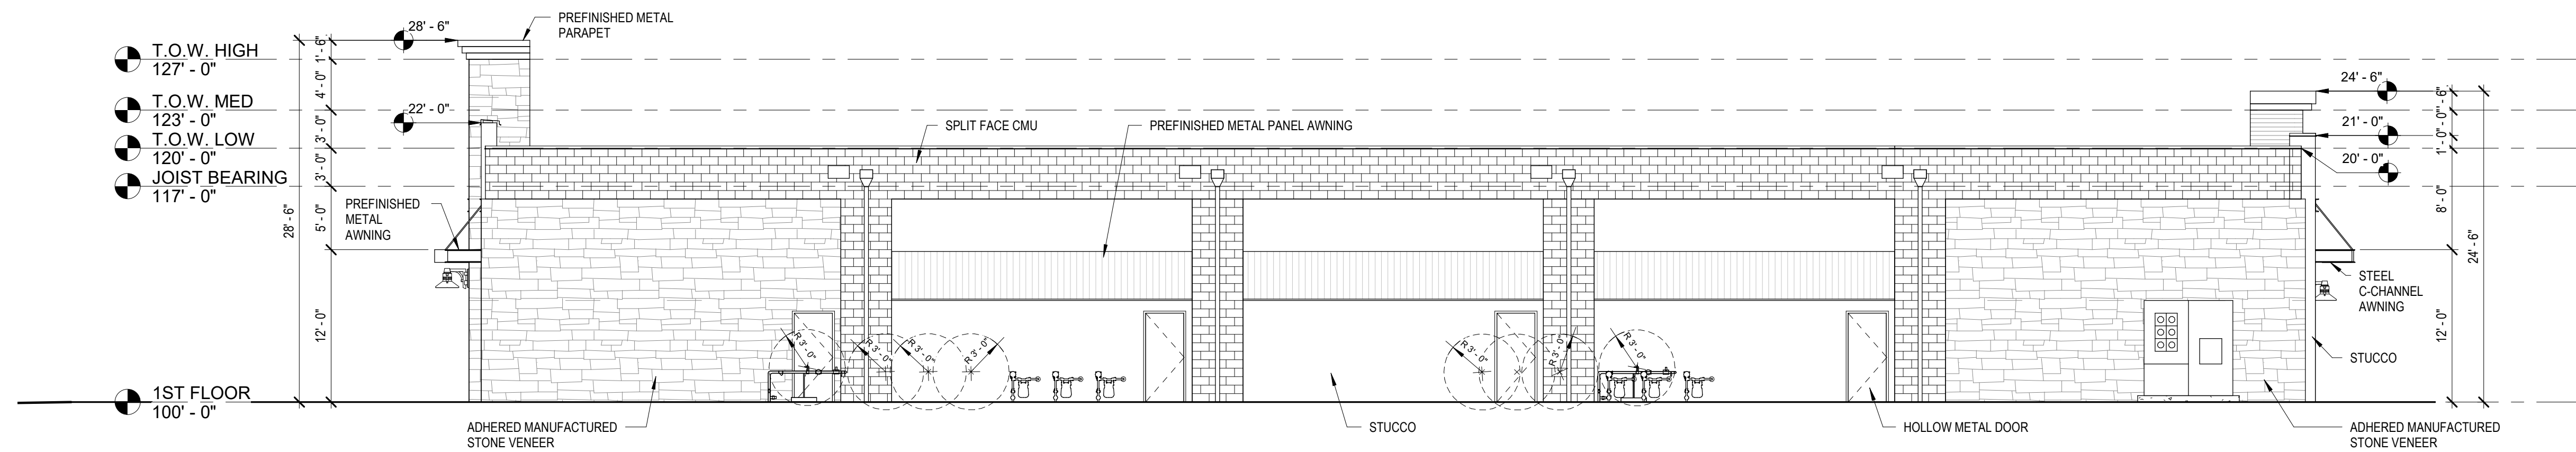 T.O.W. HIGH
127' - 0"
T.O.W. MED
123' - 0"
T.O.W. LOW
120' - 0"
JOIST BEARING
117' - 0"
1ST FLOOR
100' - 0"
28' - 6"
1' - 6"
4' - 0"
3' - 0"
3' - 0"
5' - 0"
12' - 0"
28' - 6"
22' - 0"
PREFINISHED METAL
PARAPET
PREFINISHED
METAL
AWNING
SPLIT FACE CMU
PREFINISHED METAL PANEL AWNING
R 3' - 0"
R 3' - 0"
R 3' - 0"
R 3' - 0"
R 3' - 0"
R 3' - 0"
R 3' - 0"
ADHERED MANUFACTURED
STONE VENEER
STUCCO
HOLLOW METAL DOOR
24' - 6"
21' - 0"
20' - 0"
1' - 6"
1' - 0"
8' - 0"
12' - 0"
24' - 6"
STEEL
C-CHANNEL
AWNING
STUCCO
ADHERED MANUFACTURED
STONE VENEER